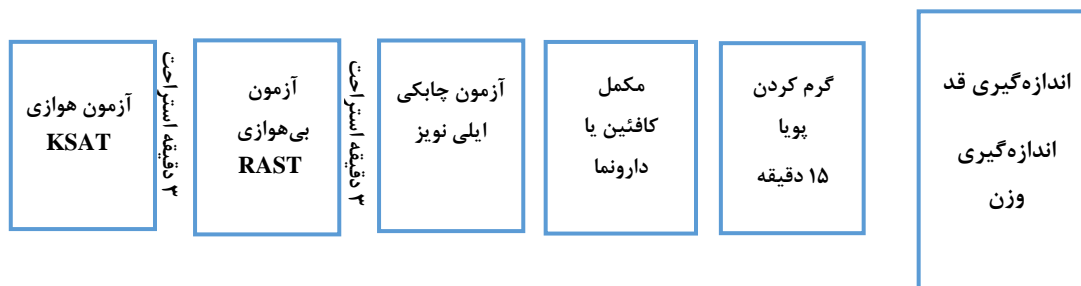 اندازه‌گیری قد
اندازه‌گیری
وزن
گرم کردن
پویا
۱۵ دقیقه
مکمل
کافئین یا
دارونما
آزمون چابکی
ایلی نویز
۳ دقیقه استراحت
آزمون
بی‌هوازی
RAST
۳ دقیقه استراحت
آزمون هوازی
KSAT